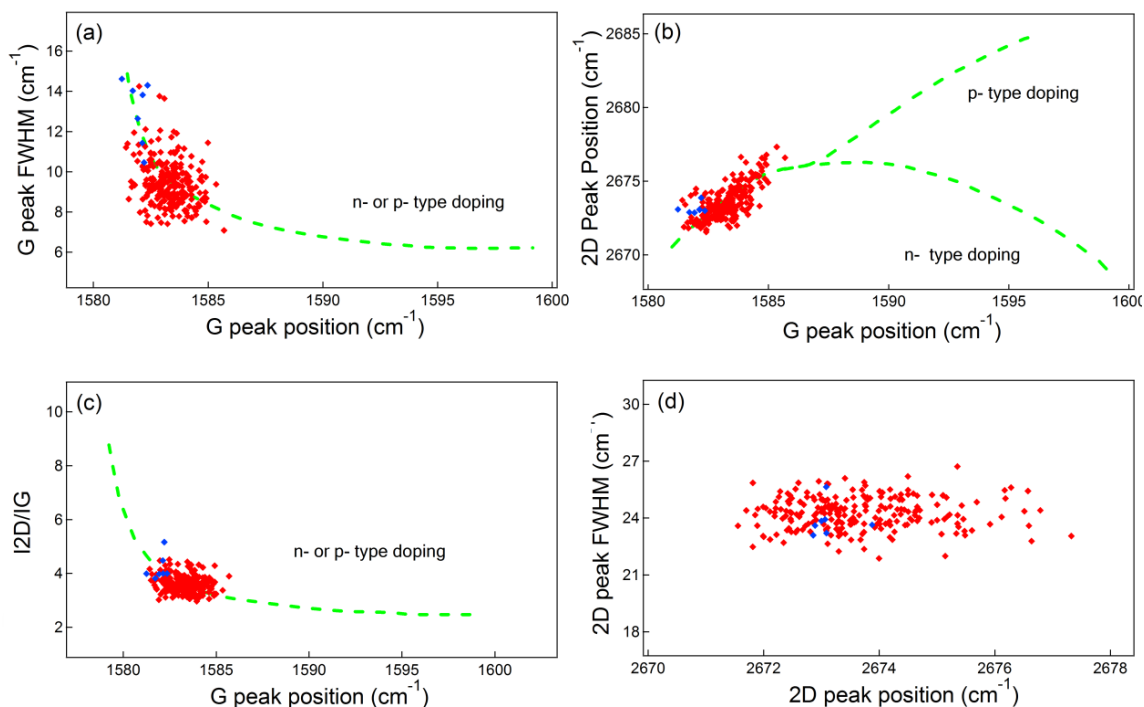 (a)
G peak FWHM (cm⁻¹)
16
14
12
10
8
6
n- or p- type doping
1580 1585 1590 1595 1600
G peak position (cm⁻¹)
(b)
2D Peak Position (cm⁻¹)
2685
2680
2675
2670
p- type doping
n- type doping
1580 1585 1590 1595 1600
G peak position (cm⁻¹)
(c)
I2D/IG
10
8
6
4
2
n- or p- type doping
1580 1585 1590 1595 1600
G peak position (cm⁻¹)
(d)
2D peak FWHM (cm⁻¹)
30
27
24
21
18
2670 2672 2674 2676 2678
2D peak position (cm⁻¹)